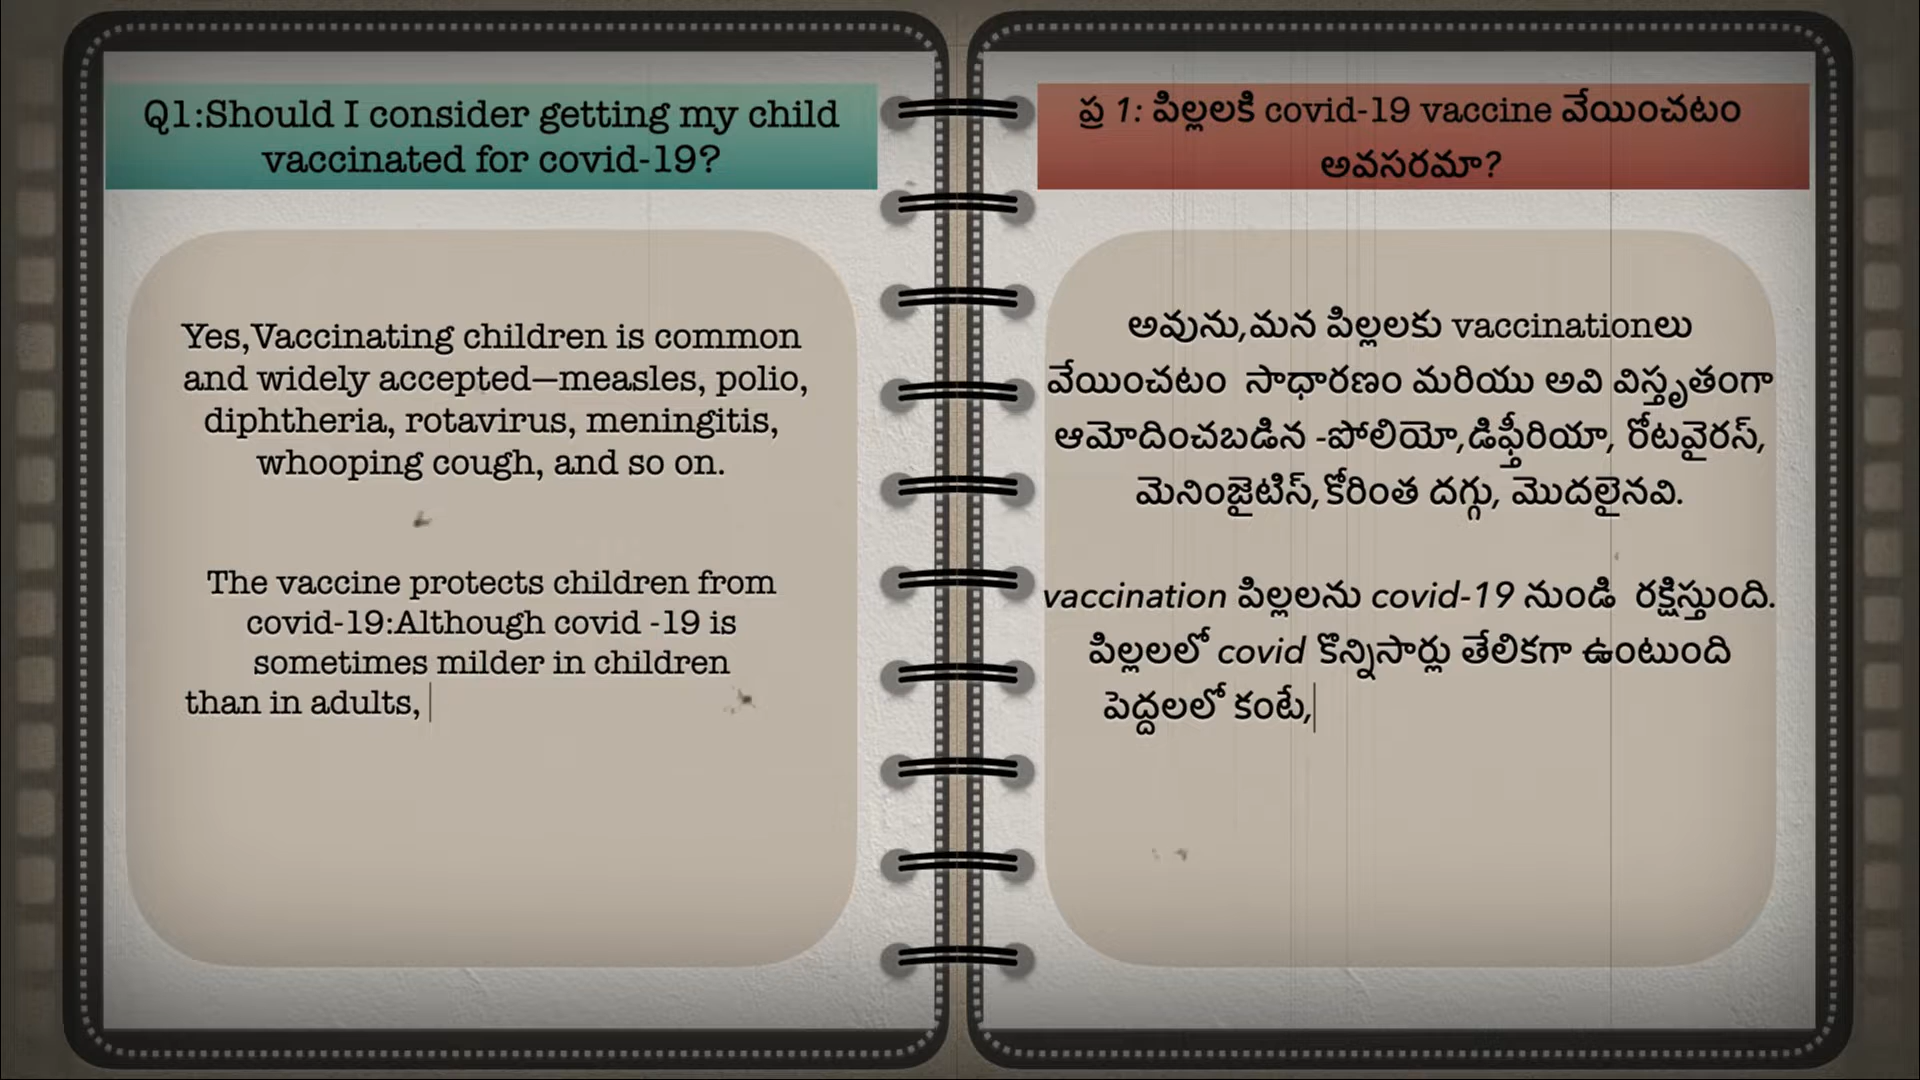 Q1:Should I consider getting my child
vaccinated for covid-19?
Yes,Vaccinating children is common
and widely accepted—measles, polio,
diphtheria, rotavirus, meningitis,
whooping cough, and so on.
The vaccine protects children from
covid-19:Although covid -19 is
sometimes milder in children
than in adults,
ప్ర 1: పిల్లలకి covid-19 vaccine వేయించటం
అవసరమా?
అవును,మన పిల్లలకు vaccinationలు
వేయించటం సాధారణం మరియు అవి విస్తృతంగా
ఆమోదించబడిన -పోలియో,డిఫ్తీరియా, రోటవైరస్,
మెనింజైటిస్,కోరింత దగ్గు, మొదలైనవి.
vaccination పిల్లలను covid-19 నుండి రక్షిస్తుంది.
పిల్లలలో covid కొన్నిసార్లు తేలికగా ఉంటుంది
పెద్దలలో కంటే,